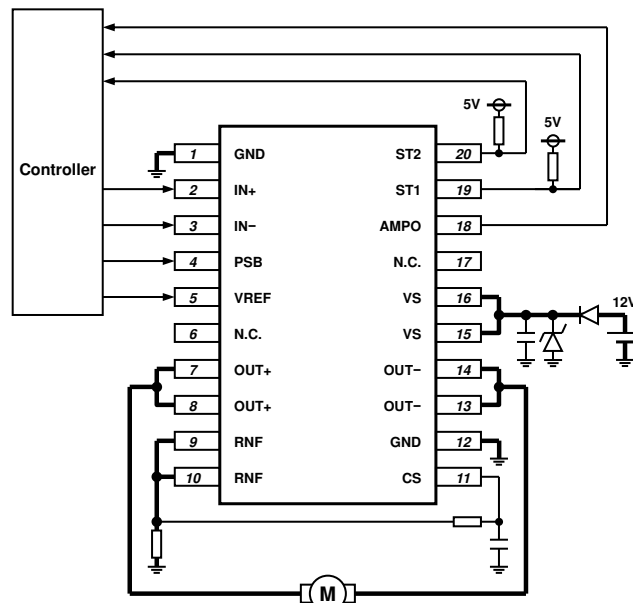 5V
5V
Controller
1 GND ST2 20
2 IN+ ST1 19
3 IN− AMPO 18
4 PSB N.C. 17
5 VREF VS 16
12V
6 N.C. VS 15
7 OUT+ OUT− 14
8 OUT+ OUT− 13
9 RNF GND 12
10 RNF CS 11
M